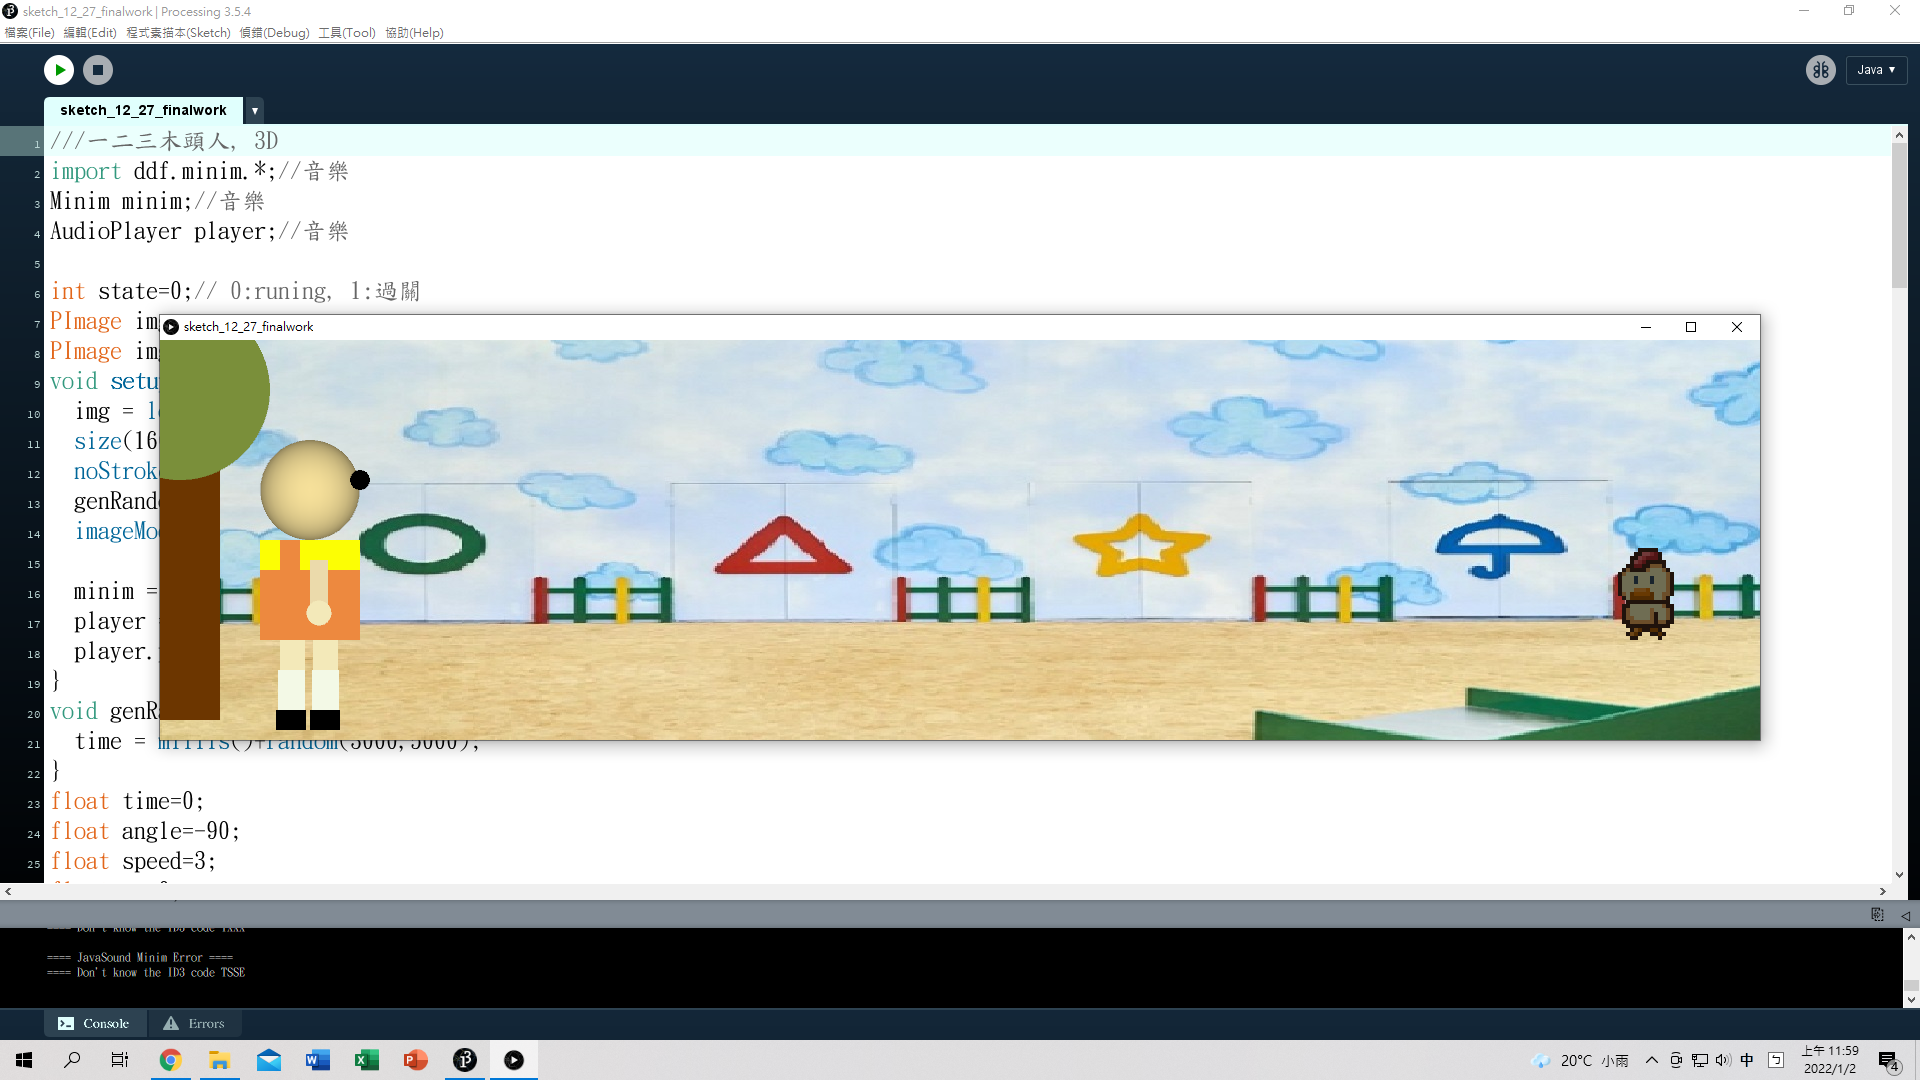 sketch_12_27_finalwork | Processing 3.5.4
檔案(File) 編輯(Edit) 程式素描本(Sketch) 偵錯(Debug) 工具(Tool) 協助(Help)
Java ▼
sketch_12_27_finalwork ▼
1 ///一二三木頭人, 3D
2 import ddf.minim.*;//音樂
3 Minim minim;//音樂
4 AudioPlayer player;//音樂
5
6 int state=0;// 0:runing, 1:過關
7 PImage im
8 PImage im
sketch_12_27_finalwork
9 void setu
10 img = l
11 size(16
12 noStrok
13 genRand
14 imageMo
15
16 minim =
17 player
18 player.
19 }
20 void genR
21 time = millis()+random(3000,5000);
22 }
23 float time=0;
24 float angle=-90;
25 float speed=3;
==== Don't know the ID3 code TXXX
==== JavaSound Minim Error ====
==== Don't know the ID3 code TSSE
Console Errors
20°C 小雨 中 上午 11:59
2022/1/2 4